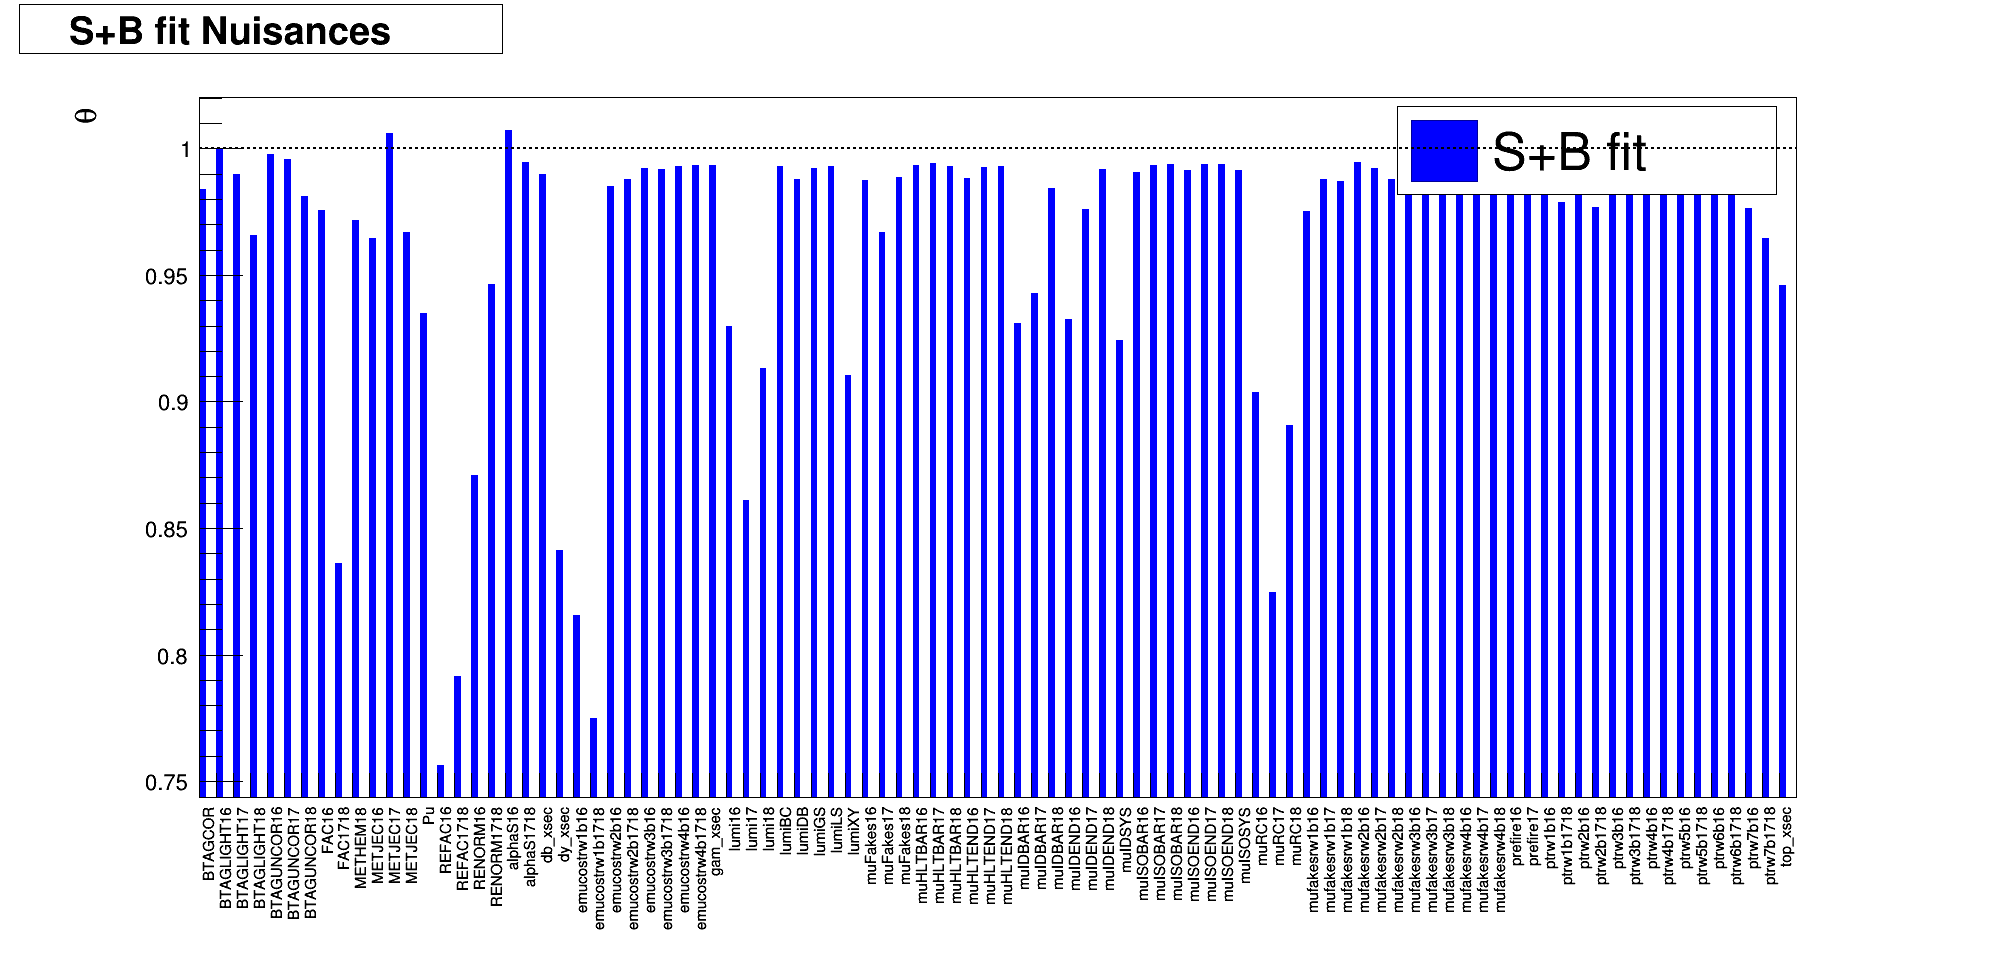 S+B fit Nuisances
θ
S+B fit
1
0.95
0.9
0.85
0.8
0.75
BTAGCOR
BTAGLIGHT16
BTAGLIGHT17
BTAGLIGHT18
BTAGUNCOR16
BTAGUNCOR17
BTAGUNCOR18
FAC16
FAC1718
METHEM18
METJEC16
METJEC17
METJEC18
Pu
REFAC16
REFAC1718
RENORM16
RENORM1718
alphaS16
alphaS1718
db_xsec
dy_xsec
emucostrw1b16
emucostrw1b1718
emucostrw2b16
emucostrw2b1718
emucostrw3b16
emucostrw3b1718
emucostrw4b16
emucostrw4b1718
gam_xsec
lumi16
lumi17
lumi18
lumiBC
lumiDB
lumiGS
lumiLS
lumiXY
muFakes16
muFakes17
muFakes18
muHLTBAR16
muHLTBAR17
muHLTBAR18
muHLTEND16
muHLTEND17
muHLTEND18
muIDBAR16
muIDBAR17
muIDBAR18
muIDEND16
muIDEND17
muIDEND18
muIDSYS
muISOBAR16
muISOBAR17
muISOBAR18
muISOEND16
muISOEND17
muISOEND18
muISOSYS
muRC16
muRC17
muRC18
mufakesrw1b16
mufakesrw1b17
mufakesrw1b18
mufakesrw2b16
mufakesrw2b17
mufakesrw2b18
mufakesrw3b16
mufakesrw3b17
mufakesrw3b18
mufakesrw4b16
mufakesrw4b17
mufakesrw4b18
prefire16
prefire17
ptrw1b16
ptrw1b1718
ptrw2b16
ptrw2b1718
ptrw3b16
ptrw3b1718
ptrw4b16
ptrw4b1718
ptrw5b16
ptrw5b1718
ptrw6b16
ptrw6b1718
ptrw7b16
ptrw7b1718
top_xsec